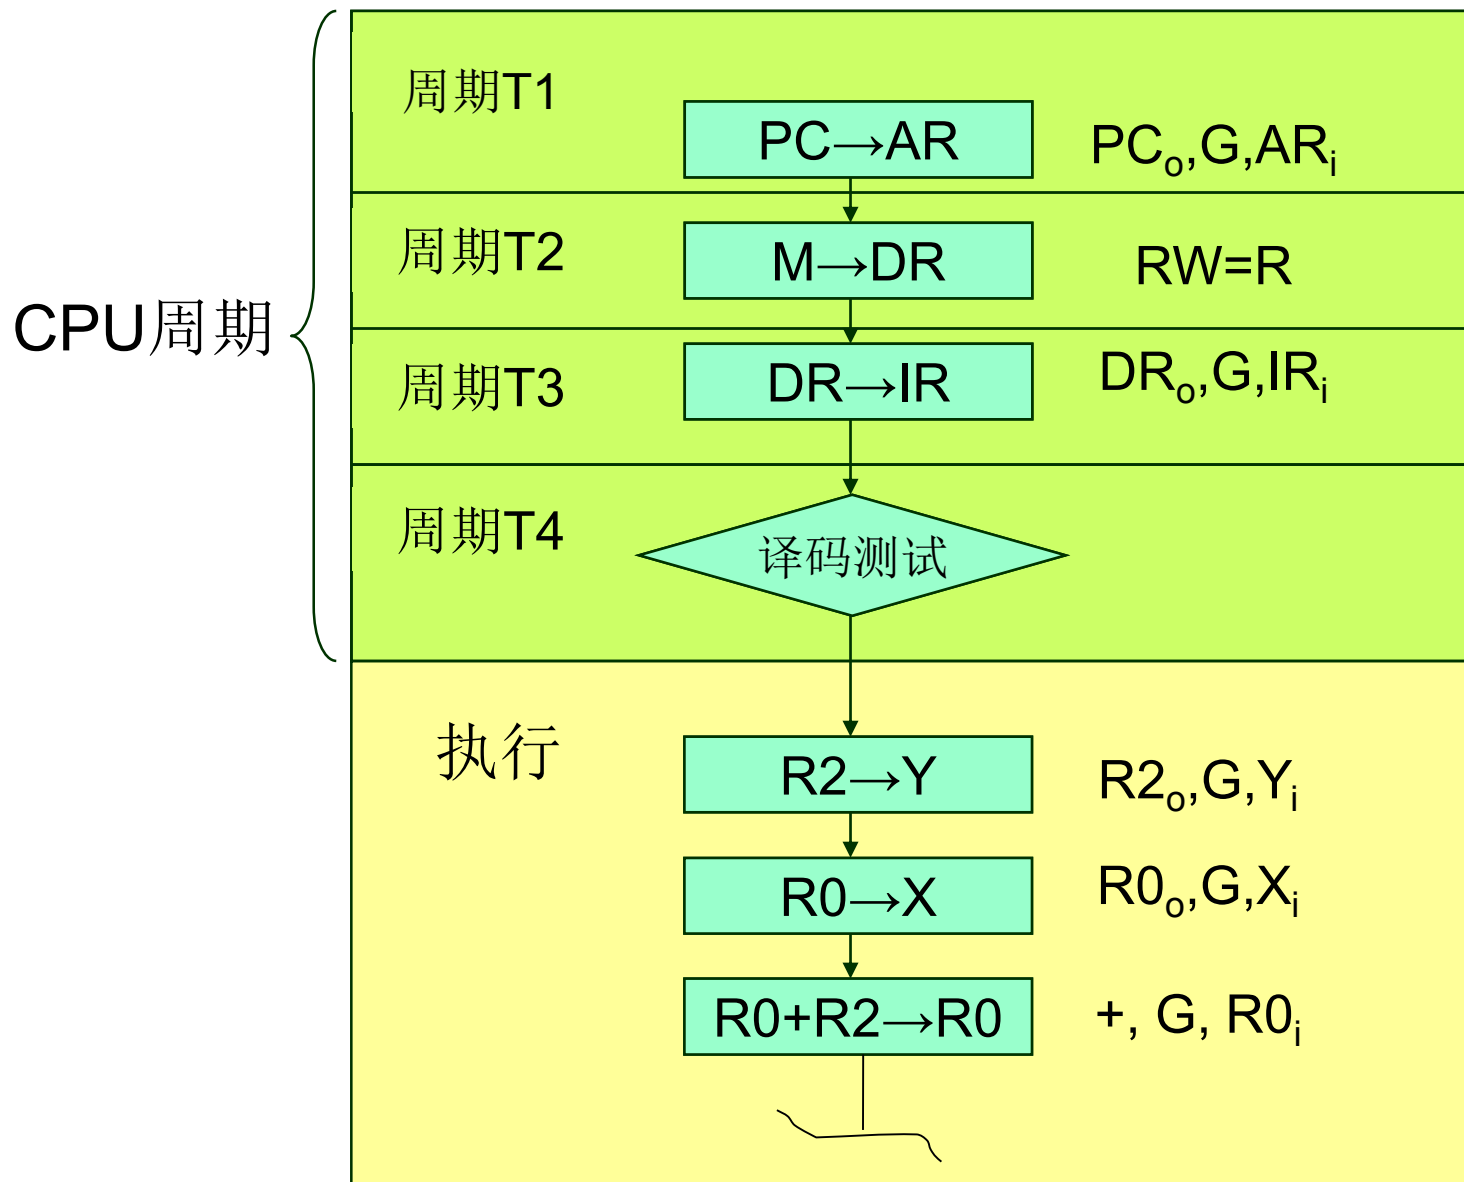 周期T1
PC→AR
PCo,G,ARi
周期T2
M→DR
RW=R
CPU周期
周期T3
DR→IR
DRo,G,IRi
周期T4
译码测试
执行
R2→Y
R2o,G,Yi
R0→X
R0o,G,Xi
R0+R2→R0
+, G, R0i